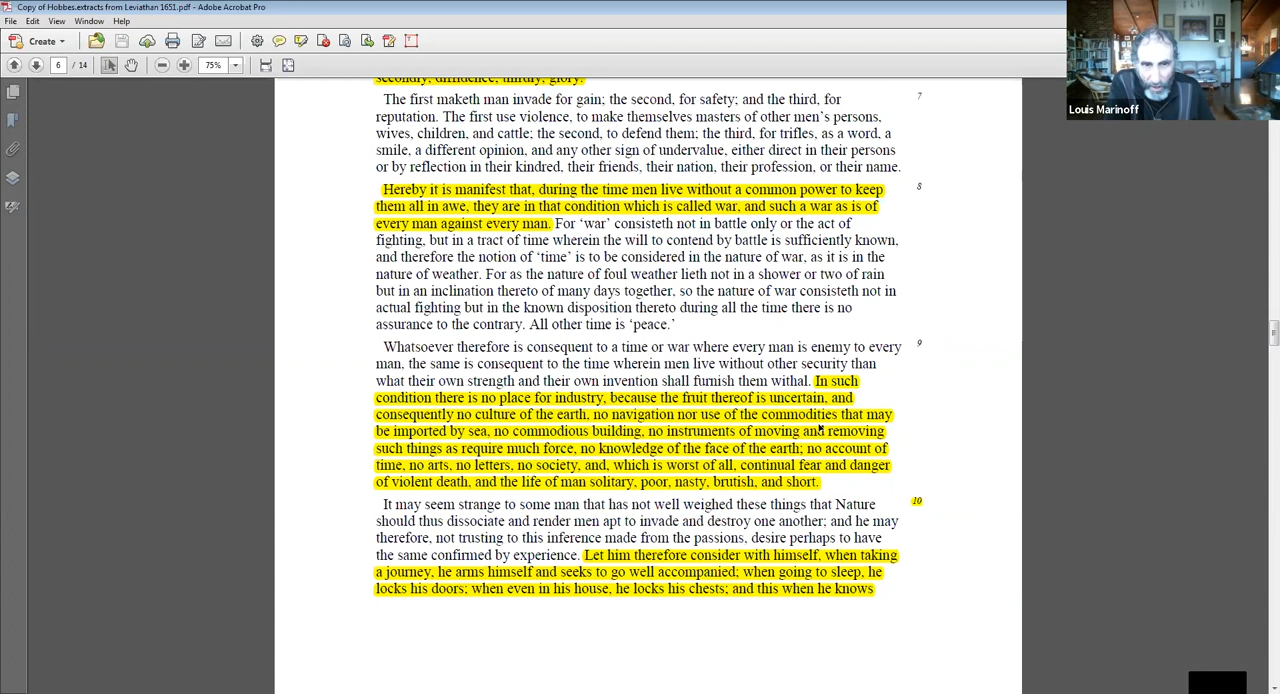 Copy of Hobbes.extracts from Leviathan 1651.pdf - Adobe Acrobat Pro
File Edit View Window Help
Create
6 / 14 75%
Louis Marinoff
secondly, diffidence; thirdly, glory.
The first maketh man invade for gain; the second, for safety; and the third, for 7
reputation. The first use violence, to make themselves masters of other men’s persons,
wives, children, and cattle; the second, to defend them; the third, for trifles, as a word, a
smile, a different opinion, and any other sign of undervalue, either direct in their persons
or by reflection in their kindred, their friends, their nation, their profession, or their name.
Hereby it is manifest that, during the time men live without a common power to keep 8
them all in awe, they are in that condition which is called war, and such a war as is of
every man against every man. For ‘war’ consisteth not in battle only or the act of
fighting, but in a tract of time wherein the will to contend by battle is sufficiently known,
and therefore the notion of ‘time’ is to be considered in the nature of war, as it is in the
nature of weather. For as the nature of foul weather lieth not in a shower or two of rain
but in an inclination thereto of many days together, so the nature of war consisteth not in
actual fighting but in the known disposition thereto during all the time there is no
assurance to the contrary. All other time is ‘peace.’
Whatsoever therefore is consequent to a time or war where every man is enemy to every 9
man, the same is consequent to the time wherein men live without other security than
what their own strength and their own invention shall furnish them withal. In such
condition there is no place for industry, because the fruit thereof is uncertain, and
consequently no culture of the earth, no navigation nor use of the commodities that may
be imported by sea, no commodious building, no instruments of moving and removing
such things as require much force, no knowledge of the face of the earth; no account of
time, no arts, no letters, no society, and, which is worst of all, continual fear and danger
of violent death, and the life of man solitary, poor, nasty, brutish, and short.
It may seem strange to some man that has not well weighed these things that Nature 10
should thus dissociate and render men apt to invade and destroy one another; and he may
therefore, not trusting to this inference made from the passions, desire perhaps to have
the same confirmed by experience. Let him therefore consider with himself, when taking
a journey, he arms himself and seeks to go well accompanied; when going to sleep, he
locks his doors; when even in his house, he locks his chests; and this when he knows